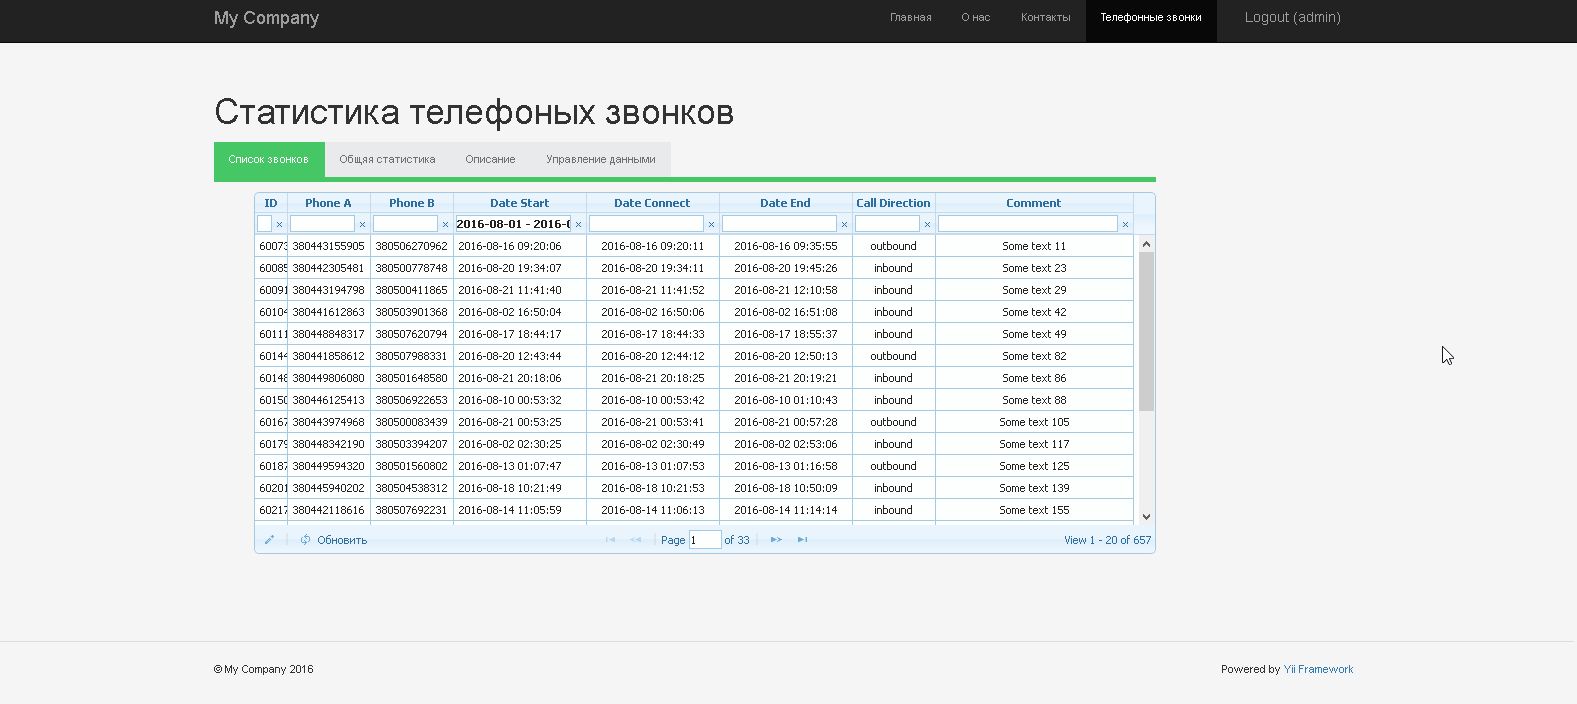 My Company Главная О нас Контакты Телефонные звонки Logout (admin)
Статистика телефоных звонков
Список звонков Общяя статистика Описание Управление данными
ID Phone A Phone B Date Start Date Connect Date End Call Direction Comment
× × × 2016-08-01 - 2016-0 × × × × ×
60073 380443155905 380506270962 2016-08-16 09:20:06 2016-08-16 09:20:11 2016-08-16 09:35:55 outbound Some text 11
60085 380442305481 380500778748 2016-08-20 19:34:07 2016-08-20 19:34:11 2016-08-20 19:45:26 inbound Some text 23
60091 380443194798 380500411865 2016-08-21 11:41:40 2016-08-21 11:41:52 2016-08-21 12:10:58 inbound Some text 29
60104 380441612863 380503901368 2016-08-02 16:50:04 2016-08-02 16:50:06 2016-08-02 16:51:08 inbound Some text 42
60111 380448848317 380507620794 2016-08-17 18:44:17 2016-08-17 18:44:33 2016-08-17 18:55:37 inbound Some text 49
60144 380441858612 380507988331 2016-08-20 12:43:44 2016-08-20 12:44:12 2016-08-20 12:50:13 outbound Some text 82
60148 380449806080 380501648580 2016-08-21 20:18:06 2016-08-21 20:18:25 2016-08-21 20:19:21 inbound Some text 86
60150 380446125413 380506922653 2016-08-10 00:53:32 2016-08-10 00:53:42 2016-08-10 01:10:43 inbound Some text 88
60167 380443974968 380500083439 2016-08-21 00:53:25 2016-08-21 00:53:41 2016-08-21 00:57:28 outbound Some text 105
60179 380448342190 380503394207 2016-08-02 02:30:25 2016-08-02 02:30:49 2016-08-02 02:53:06 inbound Some text 117
60187 380449594320 380501560802 2016-08-13 01:07:47 2016-08-13 01:07:53 2016-08-13 01:16:58 outbound Some text 125
60201 380445940202 380504538312 2016-08-18 10:21:49 2016-08-18 10:21:53 2016-08-18 10:50:09 inbound Some text 139
60217 380442118616 380507692231 2016-08-14 11:05:59 2016-08-14 11:06:13 2016-08-14 11:14:14 inbound Some text 155
Обновить Page 1 of 33 View 1 - 20 of 657
© My Company 2016 Powered by Yii Framework